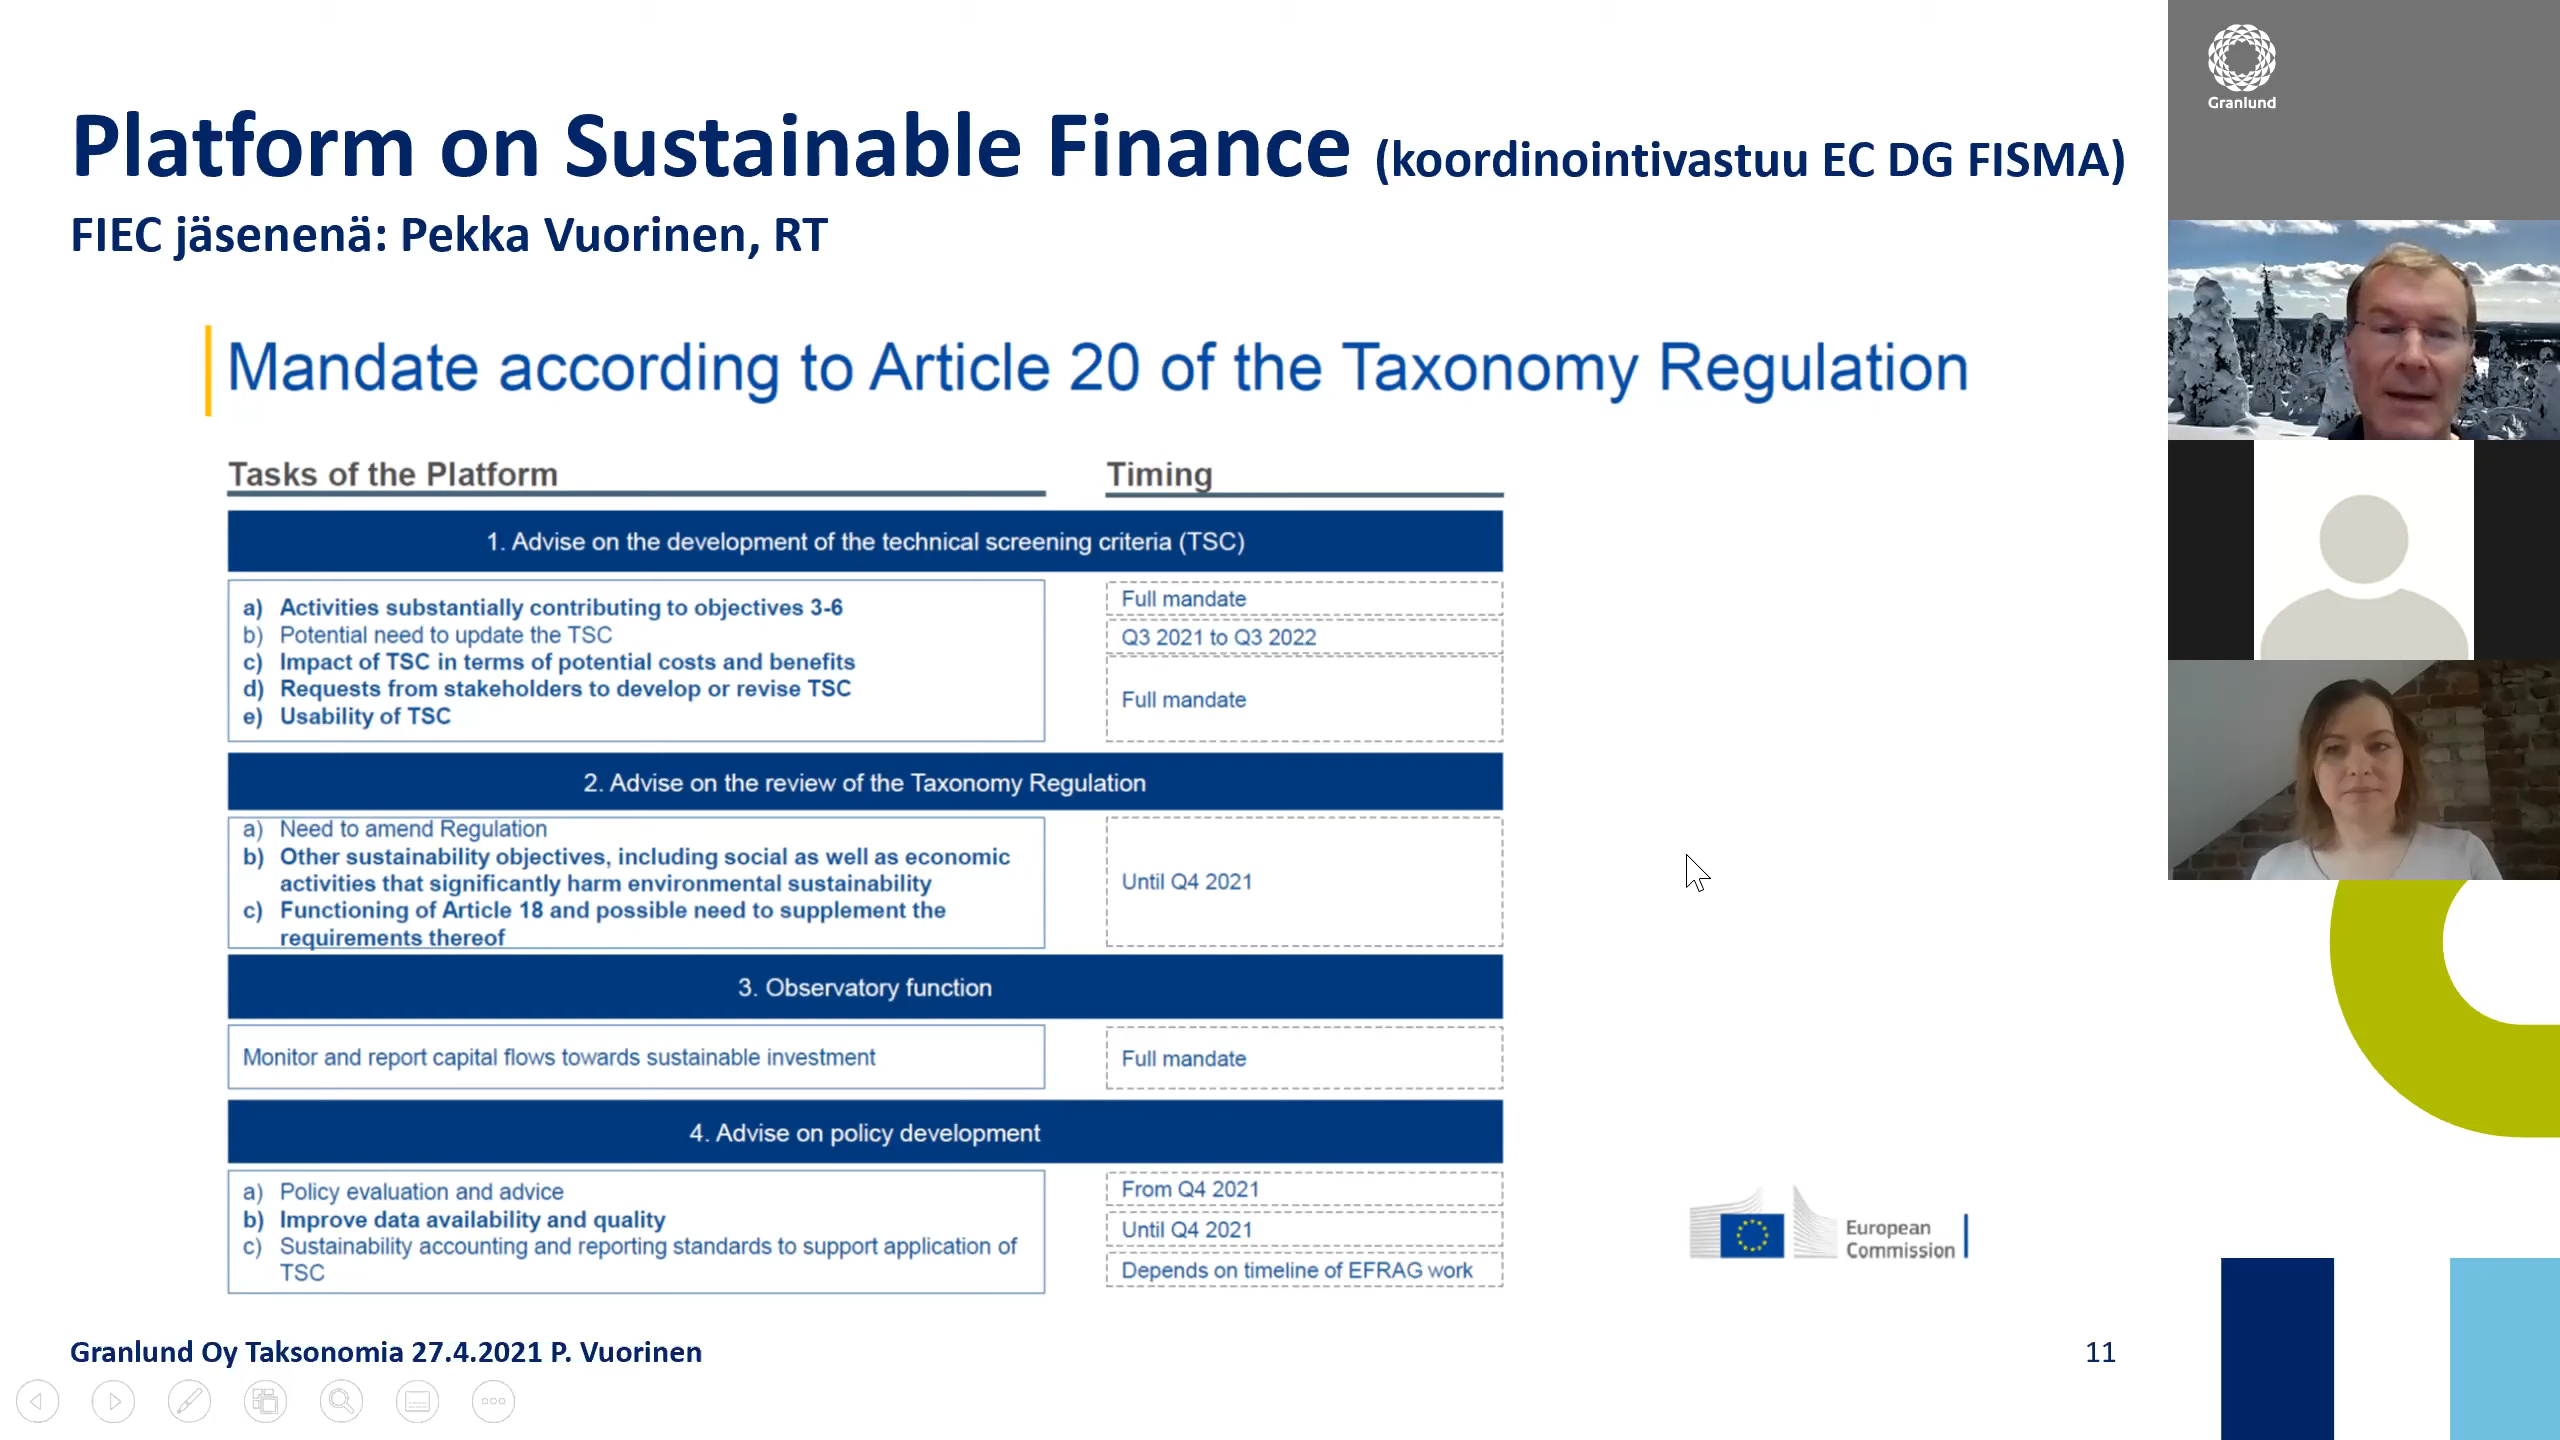 Platform on Sustainable Finance (koordinointivastuu EC DG FISMA)
FIEC jäsenenä: Pekka Vuorinen, RT
Granlund
Mandate according to Article 20 of the Taxonomy Regulation
Tasks of the Platform
Timing
1. Advise on the development of the technical screening criteria (TSC)
a) Activities substantially contributing to objectives 3-6
b) Potential need to update the TSC
c) Impact of TSC in terms of potential costs and benefits
d) Requests from stakeholders to develop or revise TSC
e) Usability of TSC
Full mandate
Q3 2021 to Q3 2022
Full mandate
2. Advise on the review of the Taxonomy Regulation
a) Need to amend Regulation
b) Other sustainability objectives, including social as well as economic
activities that significantly harm environmental sustainability
c) Functioning of Article 18 and possible need to supplement the
requirements thereof
Until Q4 2021
3. Observatory function
Monitor and report capital flows towards sustainable investment
Full mandate
4. Advise on policy development
a) Policy evaluation and advice
b) Improve data availability and quality
c) Sustainability accounting and reporting standards to support application of
TSC
From Q4 2021
Until Q4 2021
Depends on timeline of EFRAG work
European
Commission
Granlund Oy Taksonomia 27.4.2021 P. Vuorinen
11